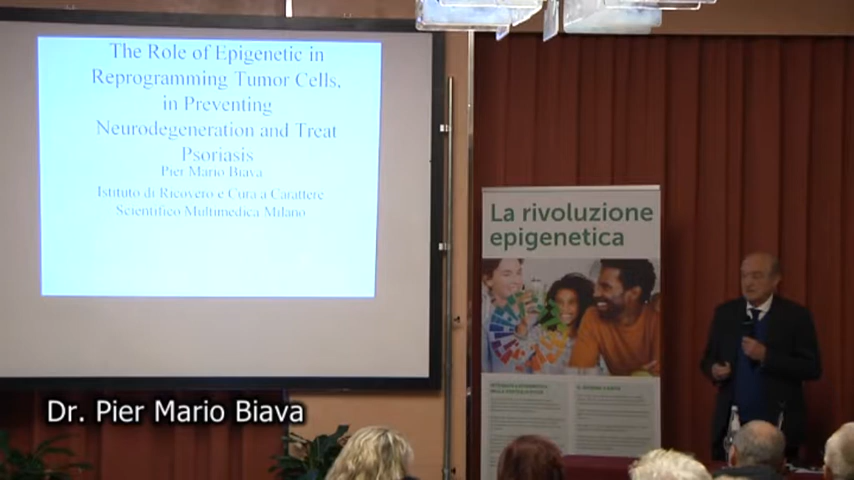 The Role of Epigenetic in
Reprogramming Tumor Cells,
in Preventing
Neurodegeneration and Treat
Psoriasis
Pier Mario Biava
Istituto di Ricovero e Cura a Carattere
Scientifico Multimedica Milano
La rivoluzione
epigenetica
Dr. Pier Mario Biava